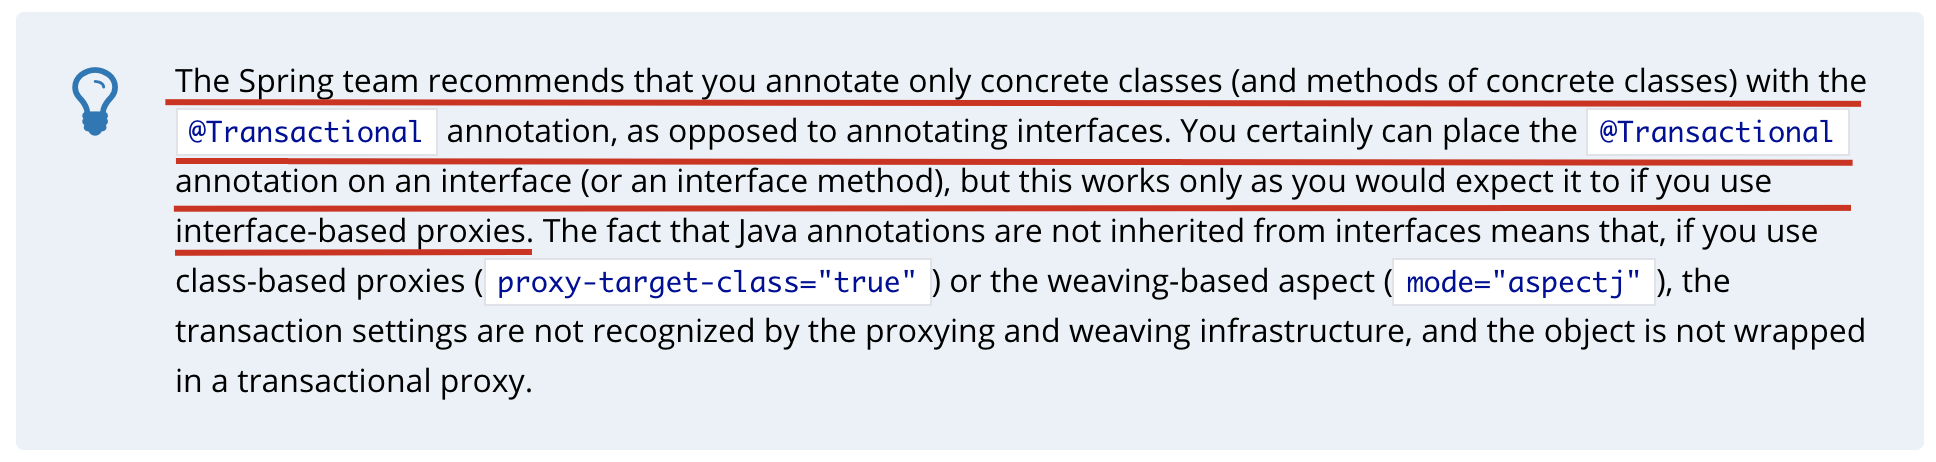 The Spring team recommends that you annotate only concrete classes (and methods of concrete classes) with the
@Transactional annotation, as opposed to annotating interfaces. You certainly can place the @Transactional
annotation on an interface (or an interface method), but this works only as you would expect it to if you use
interface-based proxies. The fact that Java annotations are not inherited from interfaces means that, if you use
class-based proxies (proxy-target-class="true") or the weaving-based aspect (mode="aspectj"), the
transaction settings are not recognized by the proxying and weaving infrastructure, and the object is not wrapped
in a transactional proxy.